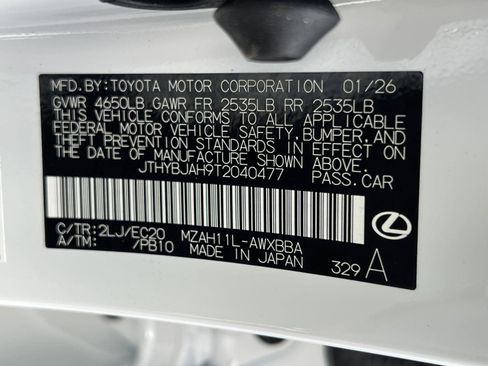 MFD.BY:TOYOTA MOTOR CORPORATION 01/26
GVWR 4650LB GAWR FR 2535LB RR 2535LB
THIS VEHICLE CONFORMS TO ALL APPLICABLE
FEDERAL MOTOR VEHICLE SAFETY, BUMPER, AND
THEFT PREVENTION STANDARDS IN EFFECT ON
THE DATE OF MANUFACTURE SHOWN ABOVE.
JTHYBJAH9T2040477 PASS.CAR
C/TR:2LJ/EC20 MZAH11L-AWXBBA
A/TM: /PB10 MADE IN JAPAN
329 A